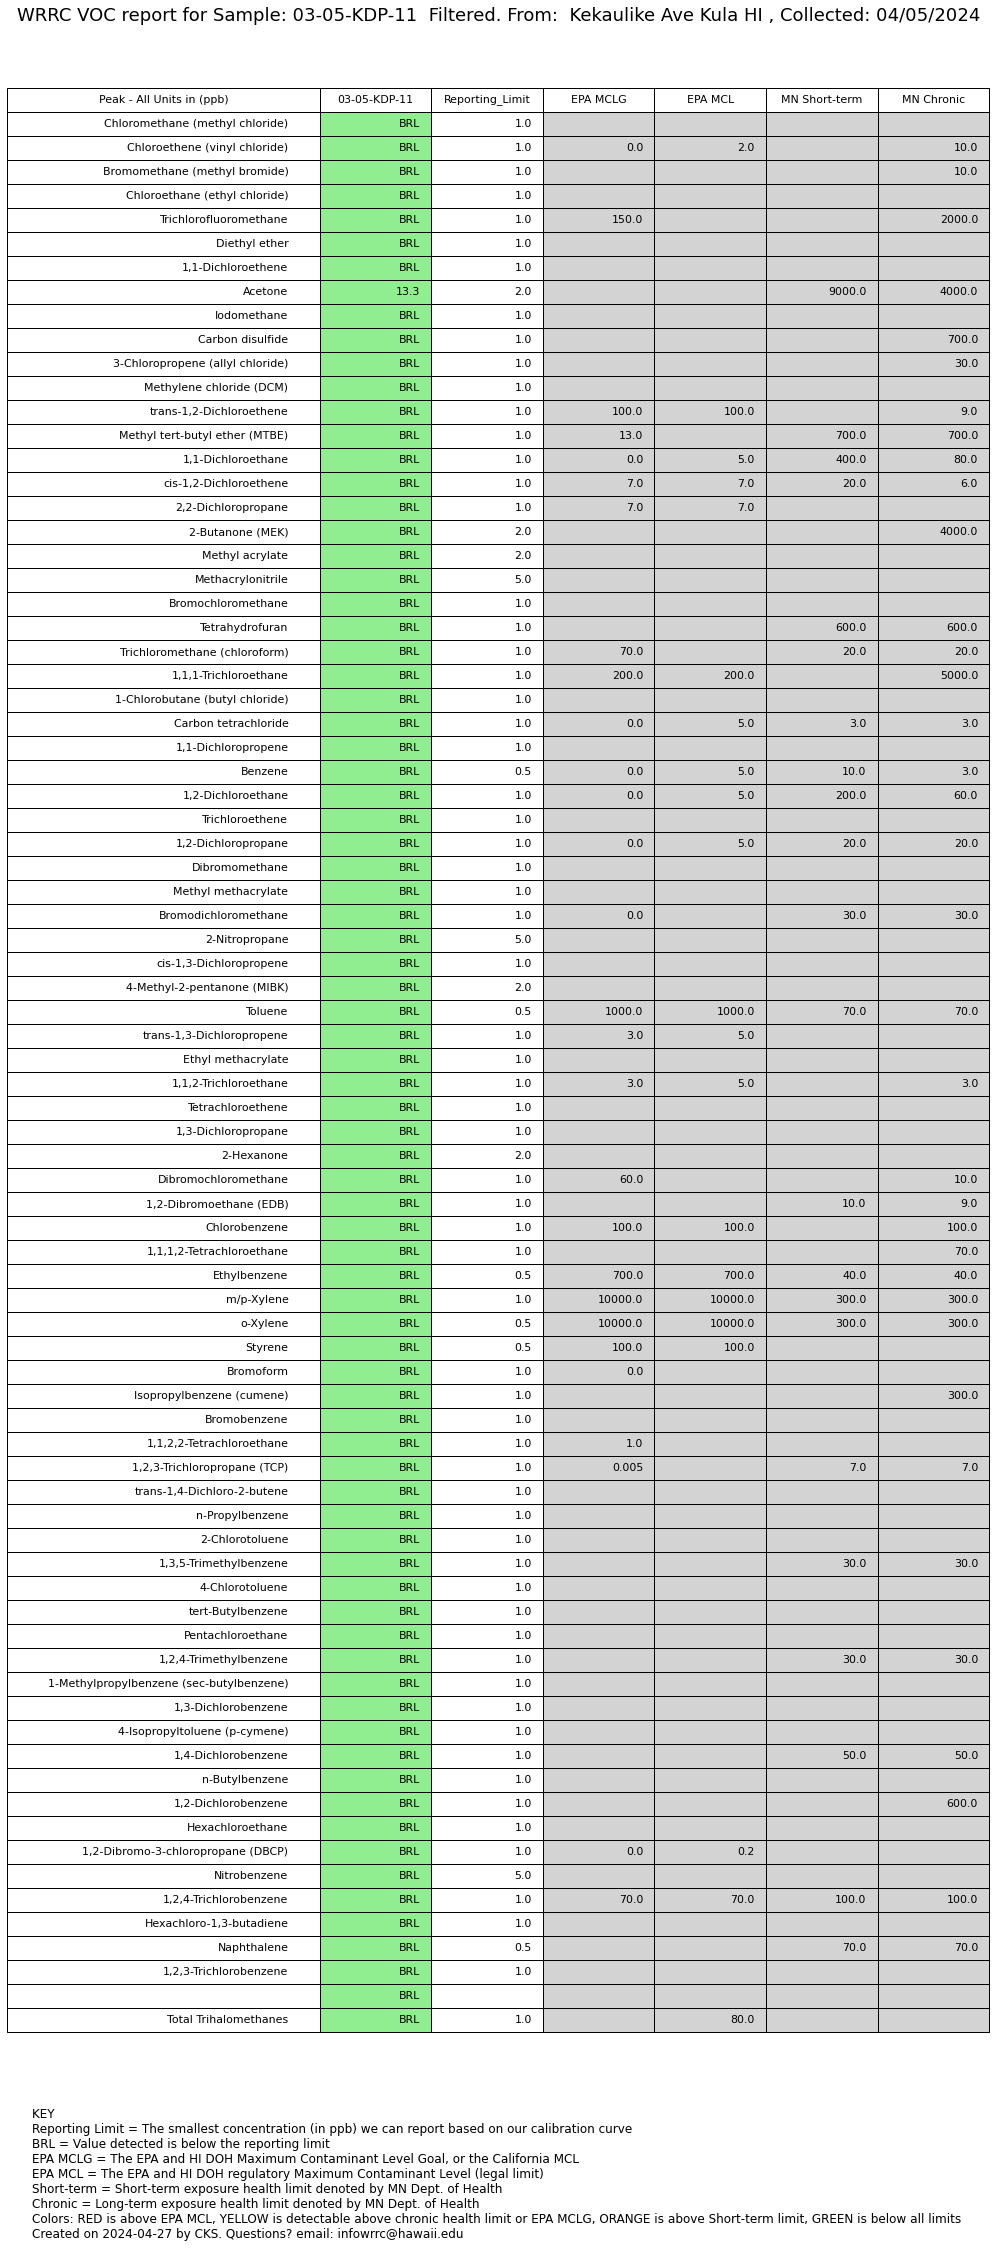 WRRC VOC report for Sample: 03-05-KDP-11  Filtered. From:  Kekaulike Ave Kula HI , Collected: 04/05/2024
Peak - All Units in (ppb) 03-05-KDP-11 Reporting_Limit EPA MCLG EPA MCL MN Short-term MN Chronic
Chloromethane (methyl chloride) BRL 1.0
Chloroethene (vinyl chloride) BRL 1.0 0.0 2.0 10.0
Bromomethane (methyl bromide) BRL 1.0 10.0
Chloroethane (ethyl chloride) BRL 1.0
Trichlorofluoromethane BRL 1.0 150.0 2000.0
Diethyl ether BRL 1.0
1,1-Dichloroethene BRL 1.0
Acetone 13.3 2.0 9000.0 4000.0
Iodomethane BRL 1.0
Carbon disulfide BRL 1.0 700.0
3-Chloropropene (allyl chloride) BRL 1.0 30.0
Methylene chloride (DCM) BRL 1.0
trans-1,2-Dichloroethene BRL 1.0 100.0 100.0 9.0
Methyl tert-butyl ether (MTBE) BRL 1.0 13.0 700.0 700.0
1,1-Dichloroethane BRL 1.0 0.0 5.0 400.0 80.0
cis-1,2-Dichloroethene BRL 1.0 7.0 7.0 20.0 6.0
2,2-Dichloropropane BRL 1.0 7.0 7.0
2-Butanone (MEK) BRL 2.0 4000.0
Methyl acrylate BRL 2.0
Methacrylonitrile BRL 5.0
Bromochloromethane BRL 1.0
Tetrahydrofuran BRL 1.0 600.0 600.0
Trichloromethane (chloroform) BRL 1.0 70.0 20.0 20.0
1,1,1-Trichloroethane BRL 1.0 200.0 200.0 5000.0
1-Chlorobutane (butyl chloride) BRL 1.0
Carbon tetrachloride BRL 1.0 0.0 5.0 3.0 3.0
1,1-Dichloropropene BRL 1.0
Benzene BRL 0.5 0.0 5.0 10.0 3.0
1,2-Dichloroethane BRL 1.0 0.0 5.0 200.0 60.0
Trichloroethene BRL 1.0
1,2-Dichloropropane BRL 1.0 0.0 5.0 20.0 20.0
Dibromomethane BRL 1.0
Methyl methacrylate BRL 1.0
Bromodichloromethane BRL 1.0 0.0 30.0 30.0
2-Nitropropane BRL 5.0
cis-1,3-Dichloropropene BRL 1.0
4-Methyl-2-pentanone (MIBK) BRL 2.0
Toluene BRL 0.5 1000.0 1000.0 70.0 70.0
trans-1,3-Dichloropropene BRL 1.0 3.0 5.0
Ethyl methacrylate BRL 1.0
1,1,2-Trichloroethane BRL 1.0 3.0 5.0 3.0
Tetrachloroethene BRL 1.0
1,3-Dichloropropane BRL 1.0
2-Hexanone BRL 2.0
Dibromochloromethane BRL 1.0 60.0 10.0
1,2-Dibromoethane (EDB) BRL 1.0 10.0 9.0
Chlorobenzene BRL 1.0 100.0 100.0 100.0
1,1,1,2-Tetrachloroethane BRL 1.0 70.0
Ethylbenzene BRL 0.5 700.0 700.0 40.0 40.0
m/p-Xylene BRL 1.0 10000.0 10000.0 300.0 300.0
o-Xylene BRL 0.5 10000.0 10000.0 300.0 300.0
Styrene BRL 0.5 100.0 100.0
Bromoform BRL 1.0 0.0
Isopropylbenzene (cumene) BRL 1.0 300.0
Bromobenzene BRL 1.0
1,1,2,2-Tetrachloroethane BRL 1.0 1.0
1,2,3-Trichloropropane (TCP) BRL 1.0 0.005 7.0 7.0
trans-1,4-Dichloro-2-butene BRL 1.0
n-Propylbenzene BRL 1.0
2-Chlorotoluene BRL 1.0
1,3,5-Trimethylbenzene BRL 1.0 30.0 30.0
4-Chlorotoluene BRL 1.0
tert-Butylbenzene BRL 1.0
Pentachloroethane BRL 1.0
1,2,4-Trimethylbenzene BRL 1.0 30.0 30.0
1-Methylpropylbenzene (sec-butylbenzene) BRL 1.0
1,3-Dichlorobenzene BRL 1.0
4-Isopropyltoluene (p-cymene) BRL 1.0
1,4-Dichlorobenzene BRL 1.0 50.0 50.0
n-Butylbenzene BRL 1.0
1,2-Dichlorobenzene BRL 1.0 600.0
Hexachloroethane BRL 1.0
1,2-Dibromo-3-chloropropane (DBCP) BRL 1.0 0.0 0.2
Nitrobenzene BRL 5.0
1,2,4-Trichlorobenzene BRL 1.0 70.0 70.0 100.0 100.0
Hexachloro-1,3-butadiene BRL 1.0
Naphthalene BRL 0.5 70.0 70.0
1,2,3-Trichlorobenzene BRL 1.0
BRL
Total Trihalomethanes BRL 1.0 80.0
KEY
Reporting Limit = The smallest concentration (in ppb) we can report based on our calibration curve
BRL = Value detected is below the reporting limit
EPA MCLG = The EPA and HI DOH Maximum Contaminant Level Goal, or the California MCL
EPA MCL = The EPA and HI DOH regulatory Maximum Contaminant Level (legal limit)
Short-term = Short-term exposure health limit denoted by MN Dept. of Health
Chronic = Long-term exposure health limit denoted by MN Dept. of Health
Colors: RED is above EPA MCL, YELLOW is detectable above chronic health limit or EPA MCLG, ORANGE is above Short-term limit, GREEN is below all limits
Created on 2024-04-27 by CKS. Questions? email: infowrrc@hawaii.edu